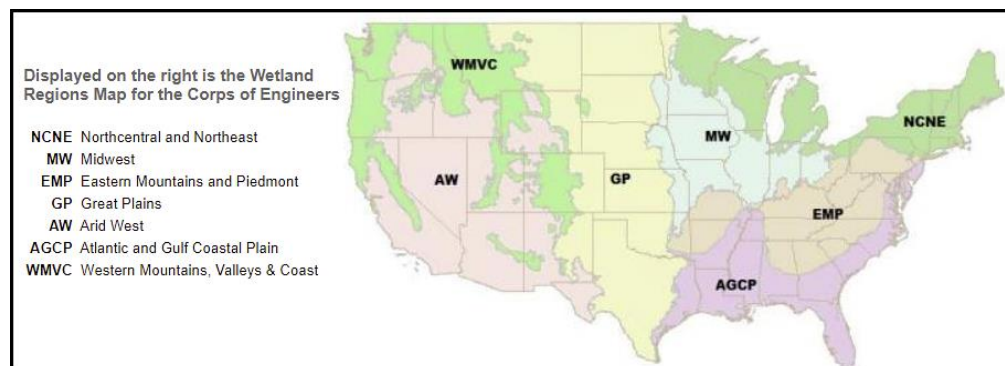 Displayed on the right is the Wetland
Regions Map for the Corps of Engineers
NCNE Northcentral and Northeast
MW Midwest
EMP Eastern Mountains and Piedmont
GP Great Plains
AW Arid West
AGCP Atlantic and Gulf Coastal Plain
WMVC Western Mountains, Valleys & Coast
WMVC
NCNE
MW
AW
GP
EMP
AGCP